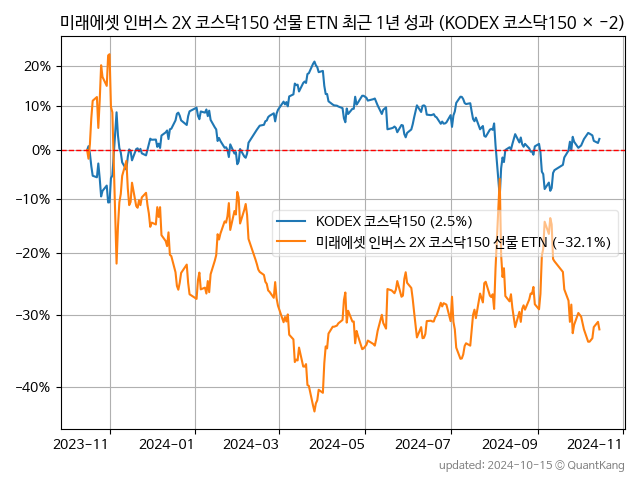 미래에셋 인버스 2X 코스닥150 선물 ETN 최근 1년 성과 (KODEX 코스닥150 × −2)
20%
10%
0%
−10%
−20%
−30%
−40%
KODEX 코스닥150 (2.5%)
미래에셋 인버스 2X 코스닥150 선물 ETN (−32.1%)
2023−11 2024−01 2024−03 2024−05 2024−07 2024−09 2024−11
updated: 2024-10-15 © QuantKang